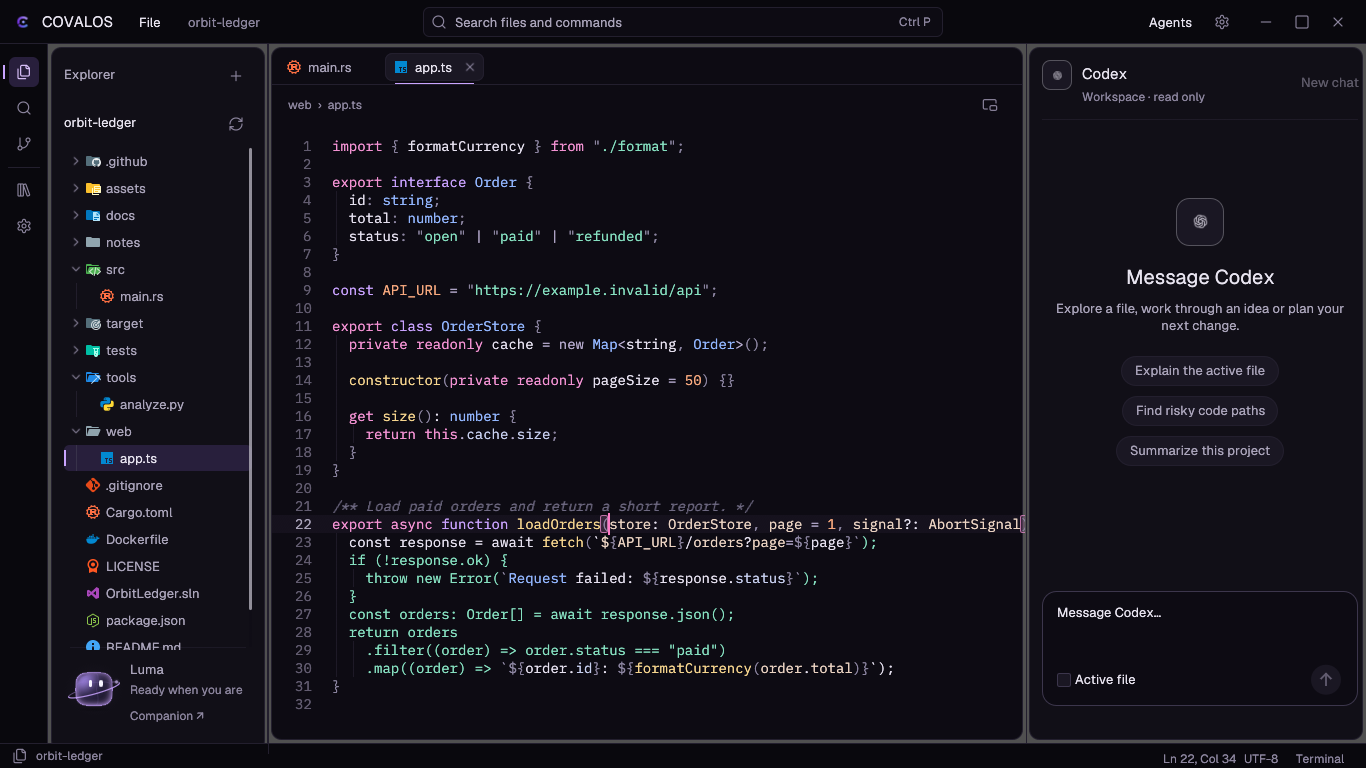 COVALOS File orbit-ledger
Search files and commands Ctrl P
Agents
Explorer
orbit-ledger
.github
assets
docs
notes
src
main.rs
target
tests
tools
analyze.py
web
app.ts
.gitignore
Cargo.toml
Dockerfile
LICENSE
OrbitLedger.sln
package.json
README.md
Luma
Ready when you are
Companion ↗
main.rs app.ts
web › app.ts
1 import { formatCurrency } from "./format";
2
3 export interface Order {
4 id: string;
5 total: number;
6 status: "open" | "paid" | "refunded";
7 }
8
9 const API_URL = "https://example.invalid/api";
10
11 export class OrderStore {
12 private readonly cache = new Map<string, Order>();
13
14 constructor(private readonly pageSize = 50) {}
15
16 get size(): number {
17 return this.cache.size;
18 }
19 }
20
21 /** Load paid orders and return a short report. */
22 export async function loadOrders(store: OrderStore, page = 1, signal?: AbortSignal)
23 const response = await fetch(`${API_URL}/orders?page=${page}`);
24 if (!response.ok) {
25 throw new Error(`Request failed: ${response.status}`);
26 }
27 const orders: Order[] = await response.json();
28 return orders
29 .filter((order) => order.status === "paid")
30 .map((order) => `${order.id}: ${formatCurrency(order.total)}`);
31 }
32
Codex
Workspace · read only
New chat
Message Codex
Explore a file, work through an idea or plan your
next change.
Explain the active file
Find risky code paths
Summarize this project
Message Codex…
Active file
orbit-ledger
Ln 22, Col 34 UTF-8 Terminal